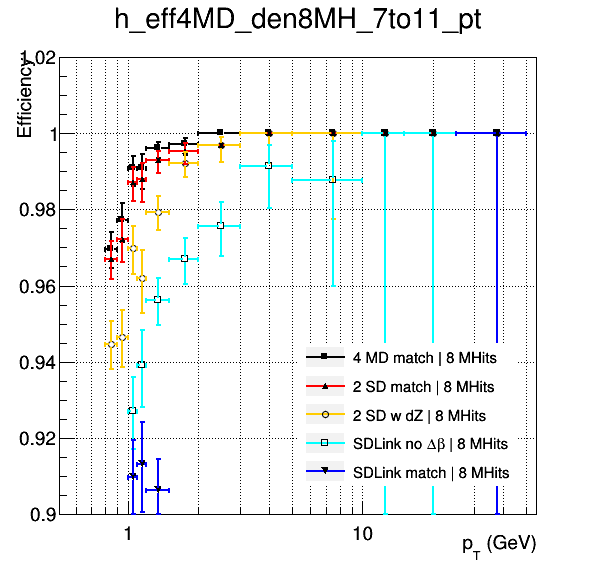 h_eff4MD_den8MH_7to11_pt
Efficiency
1.02
1
0.98
0.96
0.94
0.92
0.9
4 MD match | 8 MHits
2 SD match | 8 MHits
2 SD w dZ | 8 MHits
SDLink no Δβ | 8 MHits
SDLink match | 8 MHits
1
10
p_T (GeV)